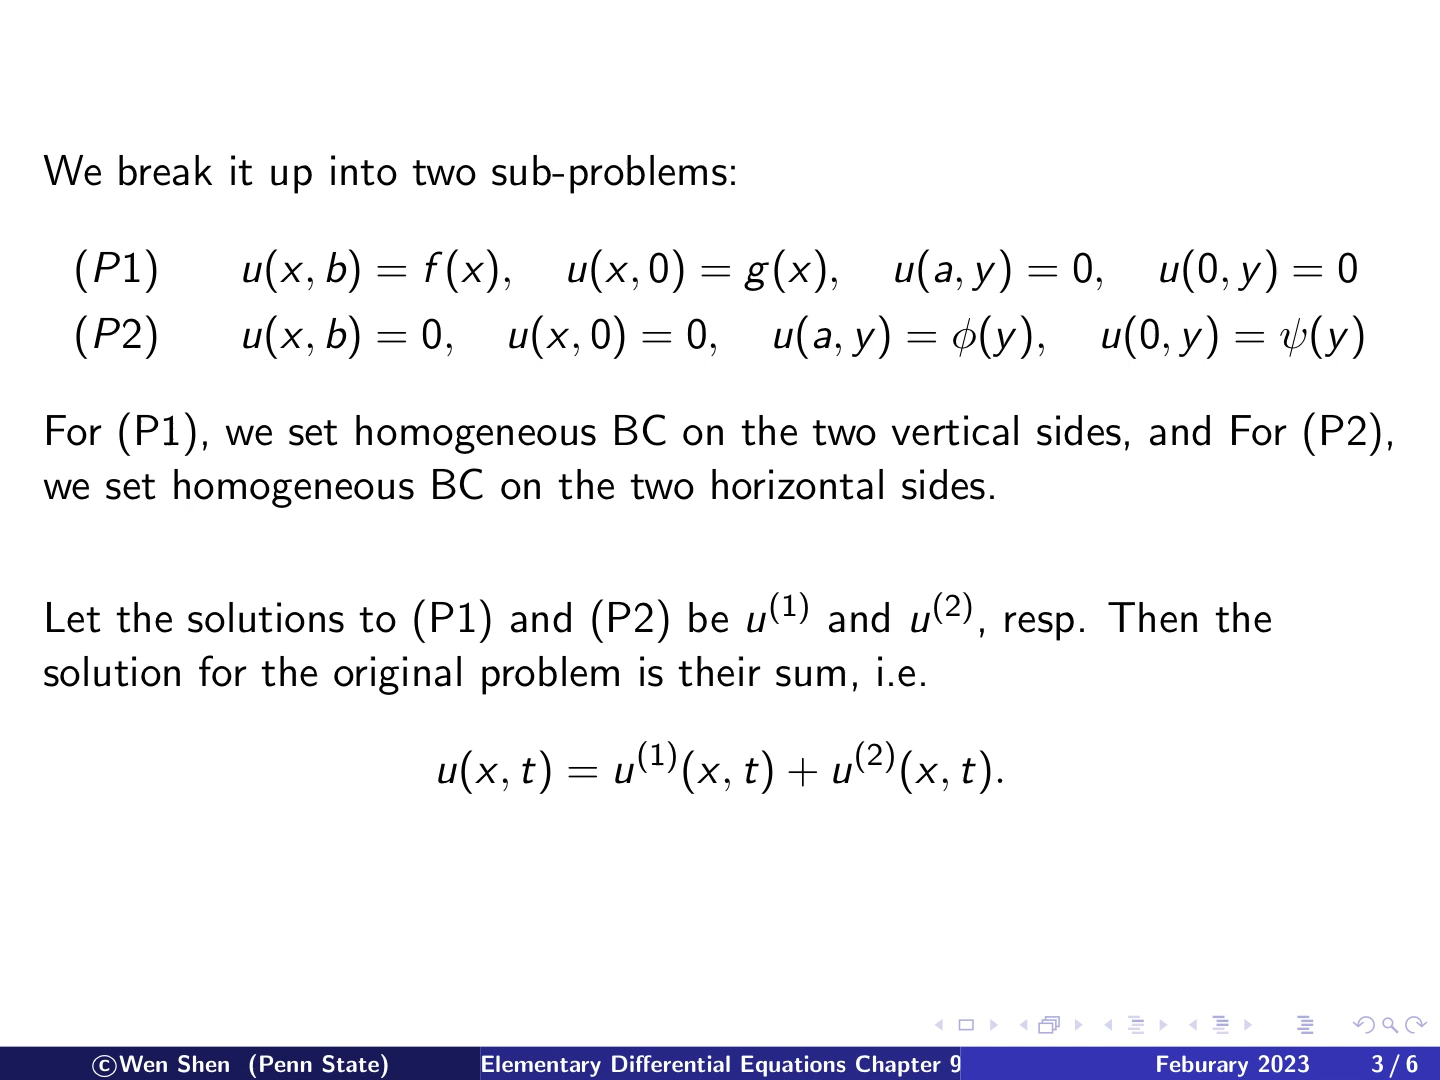 We break it up into two sub-problems:
(P1) u(x, b) = f(x), u(x, 0) = g(x), u(a, y) = 0, u(0, y) = 0
(P2) u(x, b) = 0, u(x, 0) = 0, u(a, y) = ϕ(y), u(0, y) = ψ(y)
For (P1), we set homogeneous BC on the two vertical sides, and For (P2),
we set homogeneous BC on the two horizontal sides.
Let the solutions to (P1) and (P2) be u⁽¹⁾ and u⁽²⁾, resp. Then the
solution for the original problem is their sum, i.e.
u(x, t) = u⁽¹⁾(x, t) + u⁽²⁾(x, t).
©Wen Shen (Penn State) Elementary Differential Equations Chapter 9 Feburary 2023 3 / 6